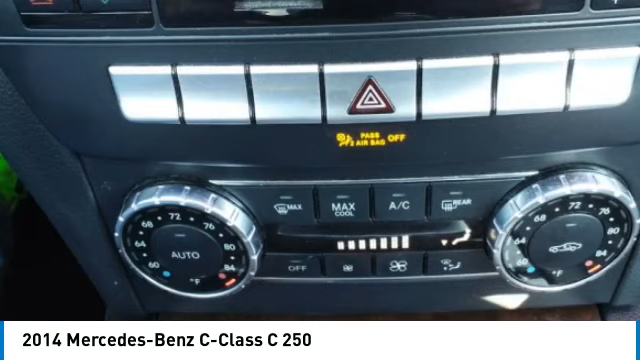 PASS
2 AIR BAG OFF
MAX
MAX
COOL
A/C
REAR
60 64 68 72 76 80 84
AUTO
°F
OFF
60 64 68 72 76 80 84
°F
2014 Mercedes-Benz C-Class C 250